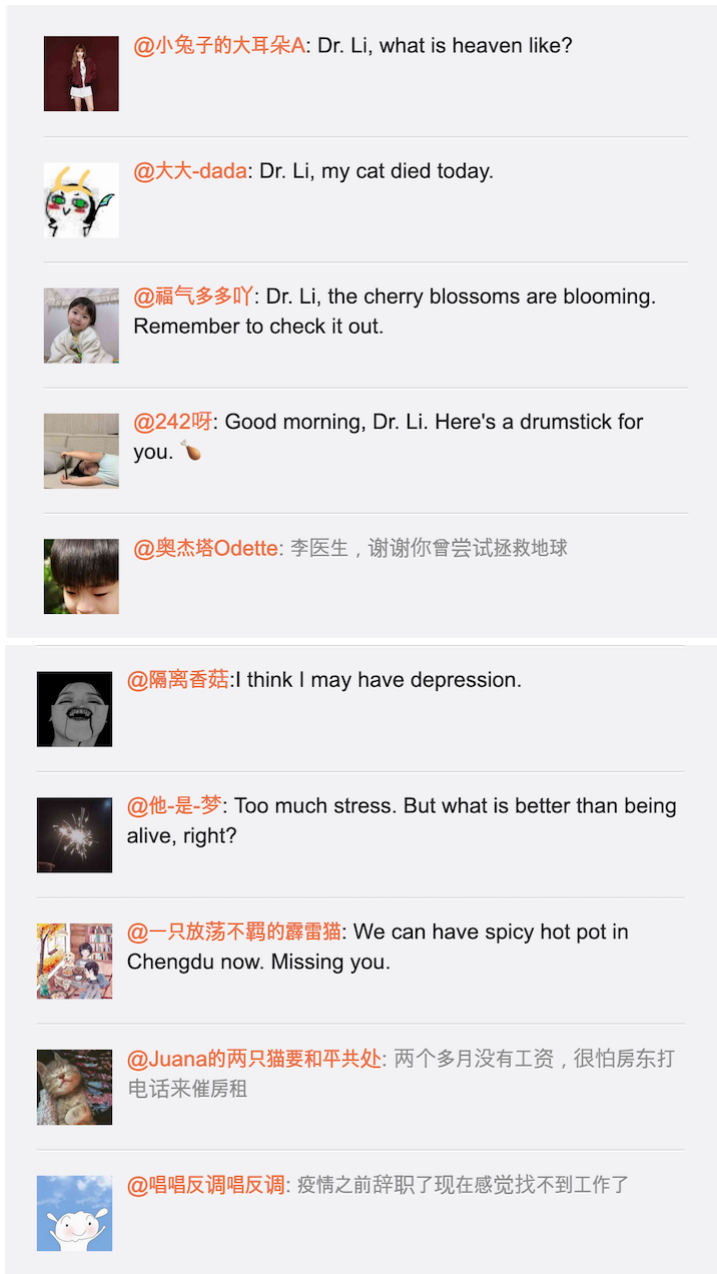 @小兔子的大耳朵A: Dr. Li, what is heaven like?
@大大-dada: Dr. Li, my cat died today.
@福气多多吖: Dr. Li, the cherry blossoms are blooming.
Remember to check it out.
@242呀: Good morning, Dr. Li. Here's a drumstick for
you. 🍗
@奥杰塔Odette: 李医生，谢谢你曾尝试拯救地球
@隔离香菇:I think I may have depression.
@他-是-梦: Too much stress. But what is better than being
alive, right?
@一只放荡不羁的霹雷猫: We can have spicy hot pot in
Chengdu now. Missing you.
@Juana的两只猫要和平共处: 两个多月没有工资，很怕房东打
电话来催房租
@唱唱反调唱反调: 疫情之前辞职了现在感觉找不到工作了